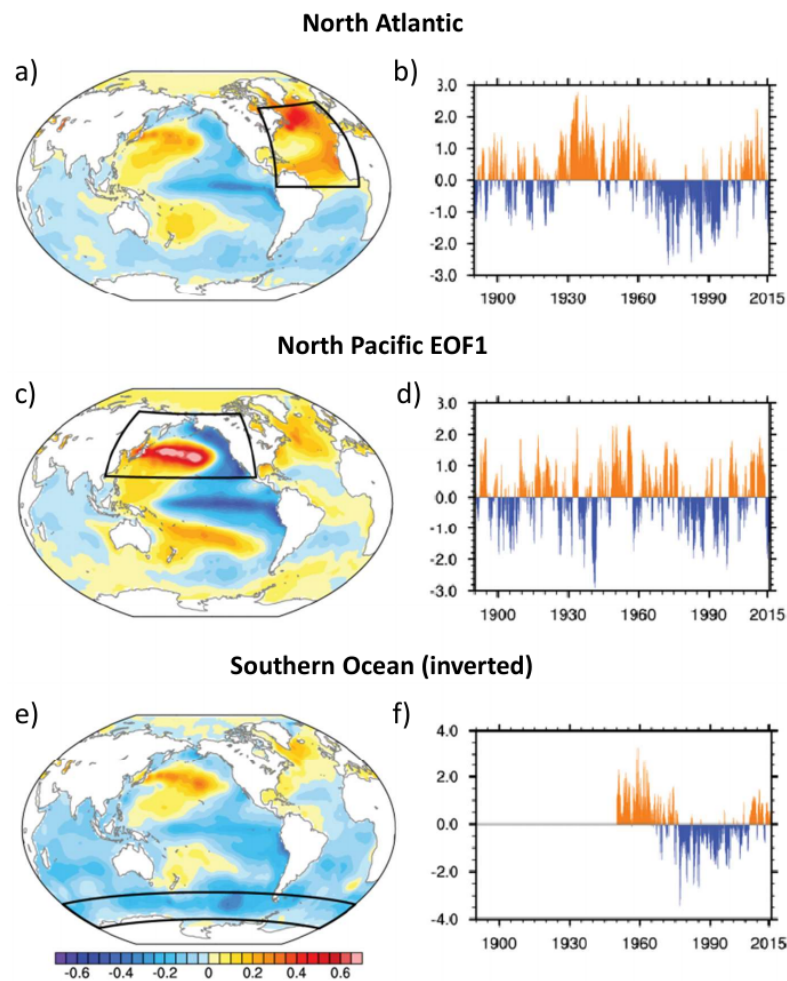 North Atlantic
a)
b)
3.0
2.0
1.0
0.0
-1.0
-2.0
-3.0
1900 1930 1960 1990 2015
North Pacific EOF1
c)
d)
3.0
2.0
1.0
0.0
-1.0
-2.0
-3.0
1900 1930 1960 1990 2015
Southern Ocean (inverted)
e)
f)
4.0
2.0
0.0
-2.0
-4.0
1900 1930 1960 1990 2015
-0.6 -0.4 -0.2 0 0.2 0.4 0.6